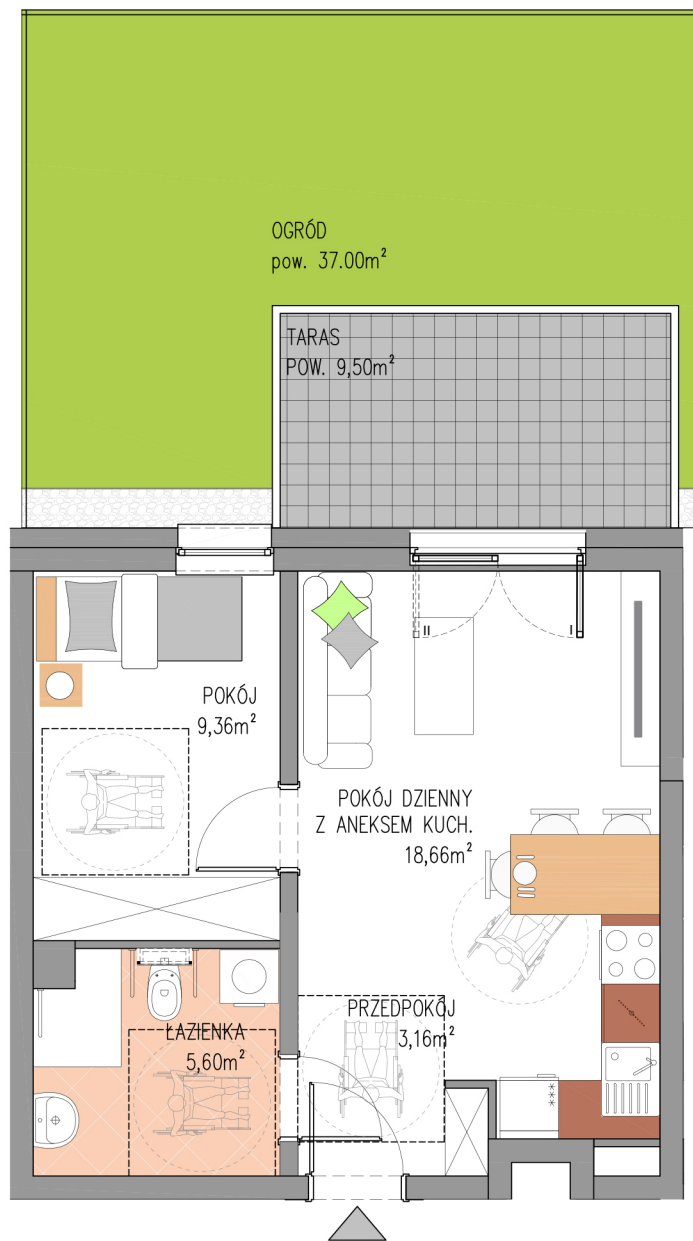 OGRÓD
pow. 37.00m²
TARAS
POW. 9,50m²
II
I
POKÓJ
9,36m²
POKÓJ DZIENNY
Z ANEKSEM KUCH.
18,66m²
PRZEDPOKÓJ
3,16m²
ŁAZIENKA
5,60m²